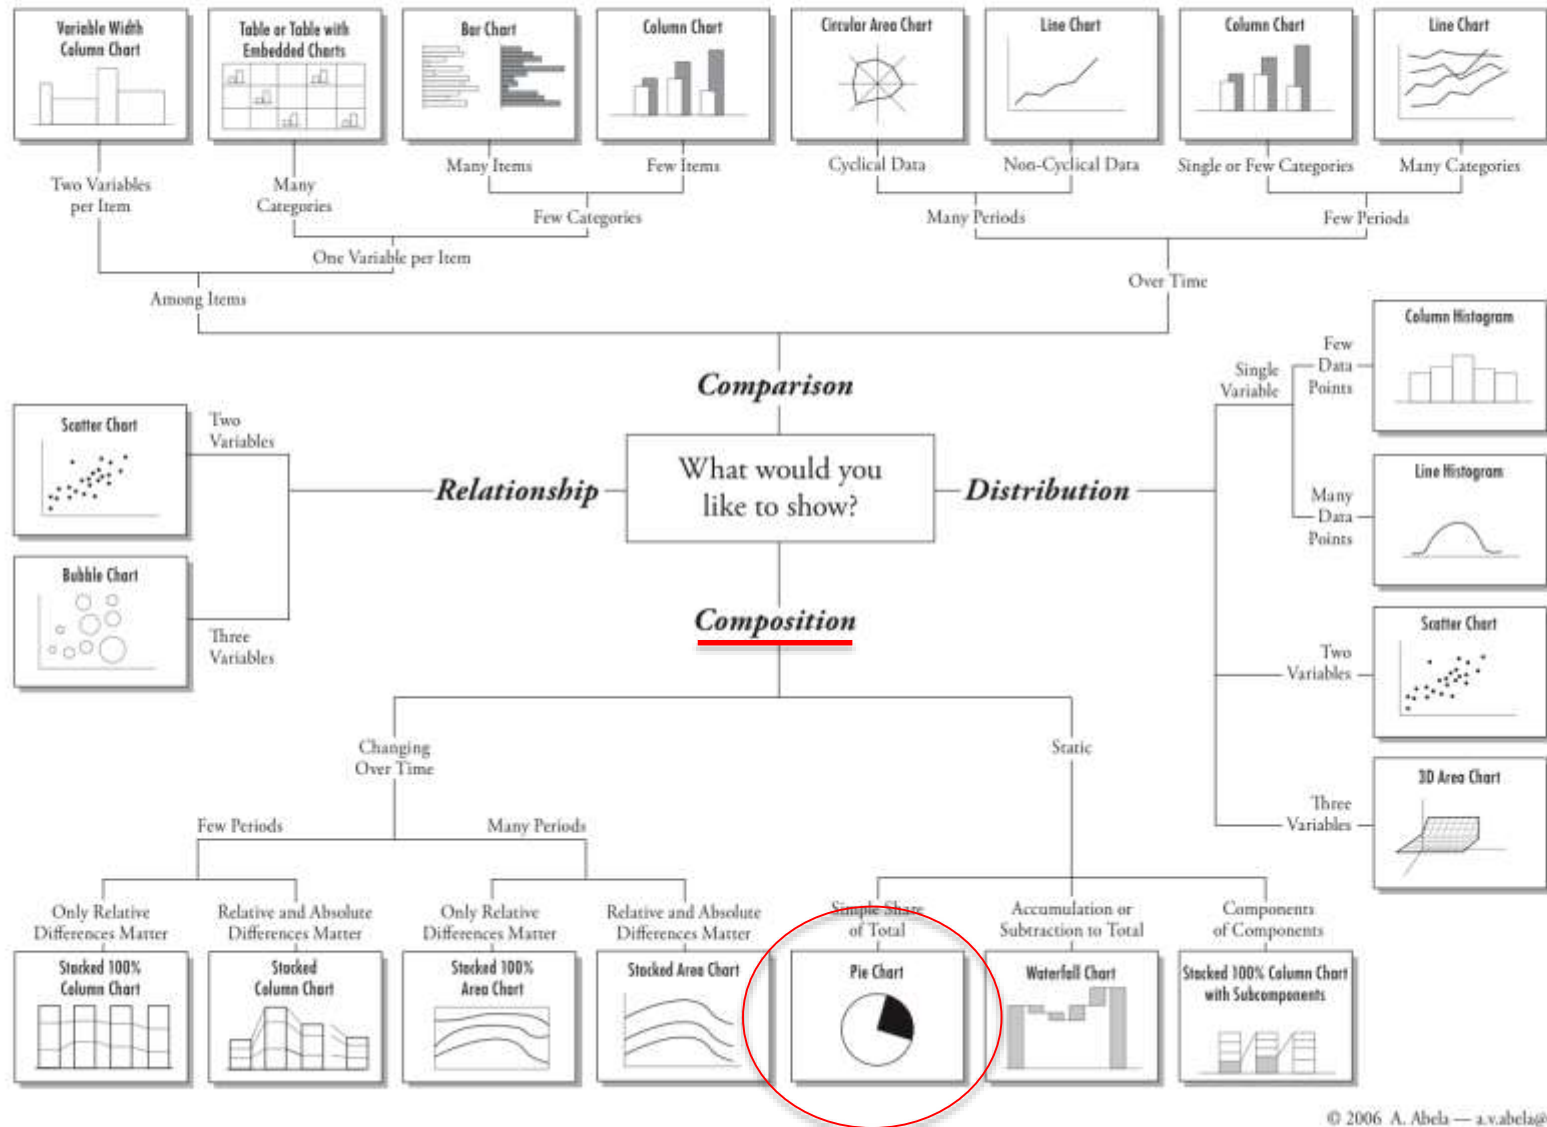 Variable Width
Column Chart
Table or Table with
Embedded Charts
Bar Chart
Column Chart
Circular Area Chart
Line Chart
Column Chart
Line Chart
Two Variables
per Item
Many
Categories
Many Items
Few Items
Cyclical Data
Non-Cyclical Data
Single or Few Categories
Many Categories
Few Categories
Many Periods
Few Periods
One Variable per Item
Among Items
Over Time
Comparison
What would you
like to show?
Relationship
Two
Variables
Scatter Chart
Bubble Chart
Three
Variables
Distribution
Single
Variable
Few
Data
Points
Column Histogram
Many
Data
Points
Line Histogram
Two
Variables
Scatter Chart
Three
Variables
3D Area Chart
Composition
Changing
Over Time
Static
Few Periods
Many Periods
Only Relative
Differences Matter
Relative and Absolute
Differences Matter
Only Relative
Differences Matter
Relative and Absolute
Differences Matter
Simple Share
of Total
Accumulation or
Subtraction to Total
Components
of Components
Stacked 100%
Column Chart
Stacked
Column Chart
Stacked 100%
Area Chart
Stacked Area Chart
Pie Chart
Waterfall Chart
Stacked 100% Column Chart
with Subcomponents
© 2006 A. Abela — a.v.abela@